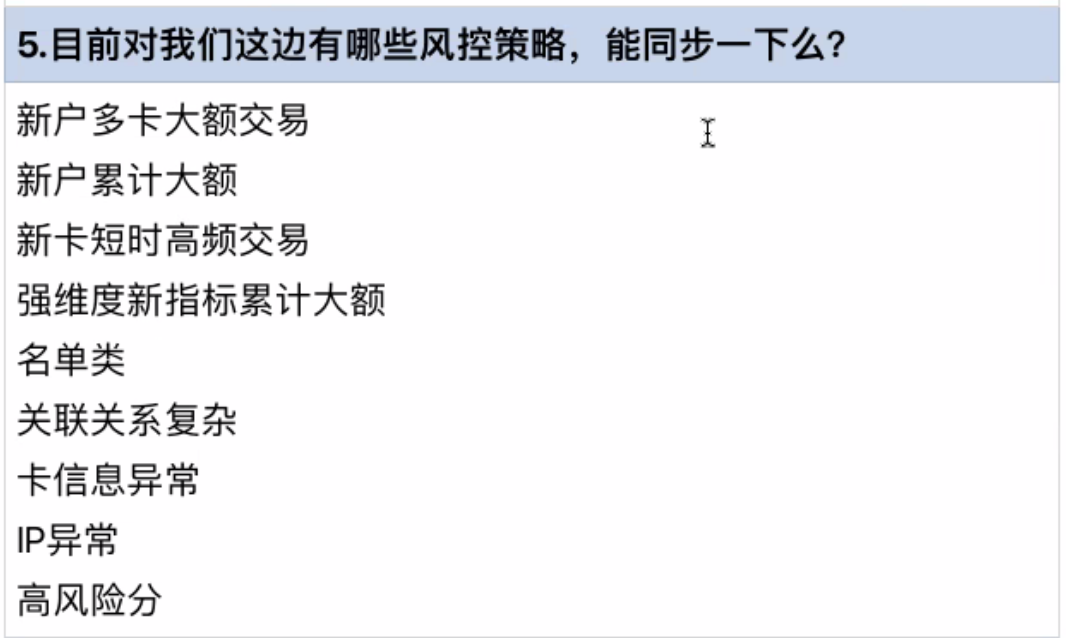 5.目前对我们这边有哪些风控策略，能同步一下么？
新户多卡大额交易
新户累计大额
新卡短时高频交易
强维度新指标累计大额
名单类
关联关系复杂
卡信息异常
IP异常
高风险分